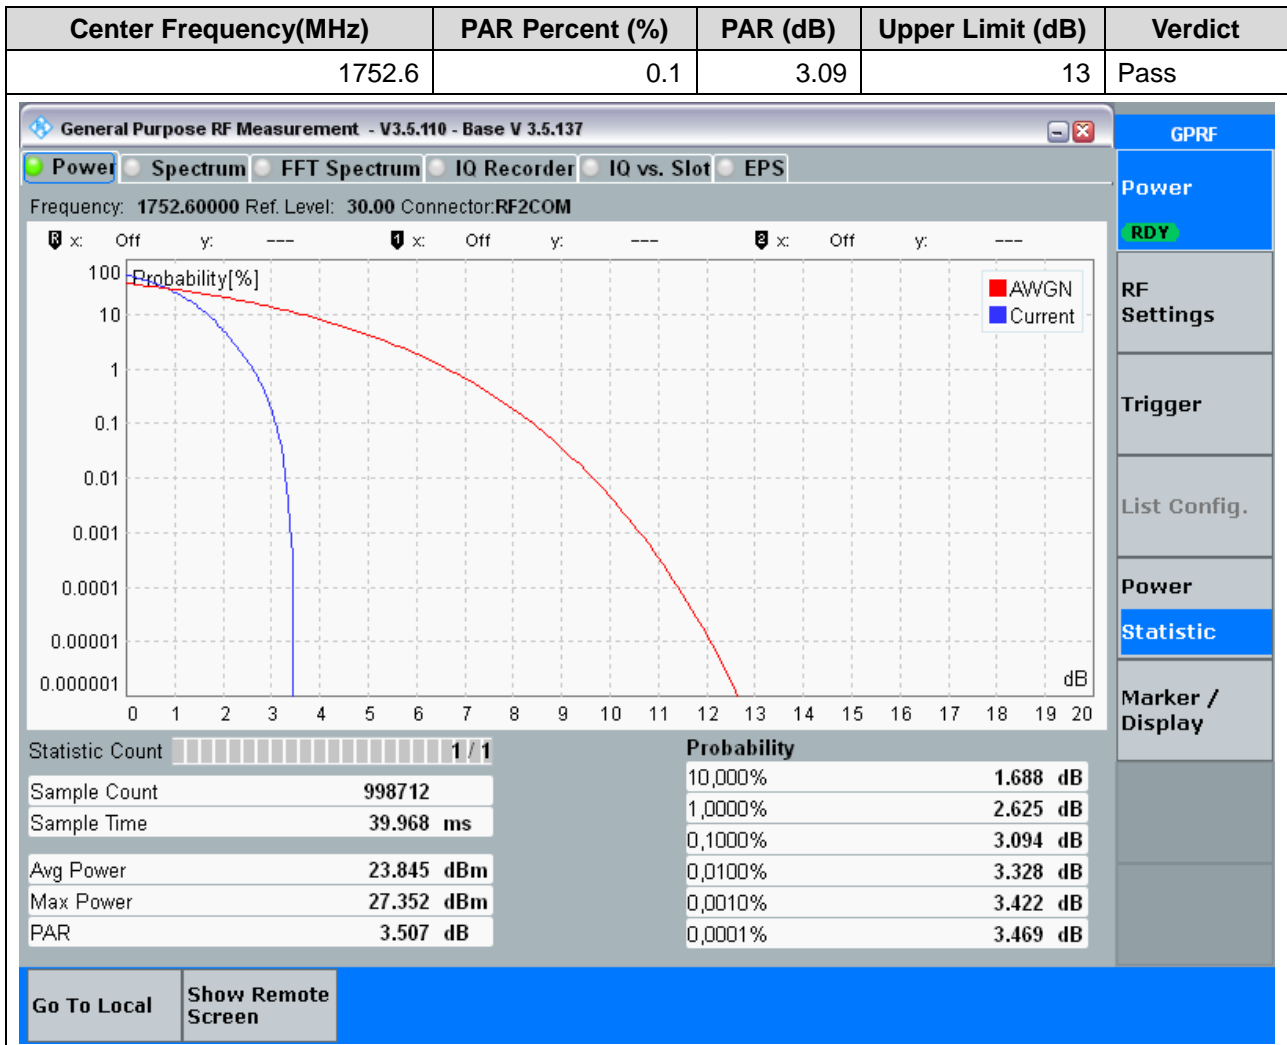 Center Frequency(MHz) PAR Percent (%) PAR (dB) Upper Limit (dB) Verdict
1752.6 0.1 3.09 13 Pass
General Purpose RF Measurement - V3.5.110 - Base V 3.5.137
GPRF
Power Spectrum FFT Spectrum IQ Recorder IQ vs. Slot EPS
Power
RDY
Frequency: 1752.60000 Ref. Level: 30.00 Connector:RF2COM
R x: Off y: --- 1 x: Off y: --- 2 x: Off y: ---
Probability[%]
AWGN
Current
100
10
1
0.1
0.01
0.001
0.0001
0.00001
0.000001
dB
0 1 2 3 4 5 6 7 8 9 10 11 12 13 14 15 16 17 18 19 20
RF
Settings
Trigger
List Config.
Power
Statistic
Marker /
Display
Statistic Count 1 / 1
Sample Count 998712
Sample Time 39.968 ms
Avg Power 23.845 dBm
Max Power 27.352 dBm
PAR 3.507 dB
Probability
10,000% 1.688 dB
1,0000% 2.625 dB
0,1000% 3.094 dB
0,0100% 3.328 dB
0,0010% 3.422 dB
0,0001% 3.469 dB
Go To Local
Show Remote
Screen